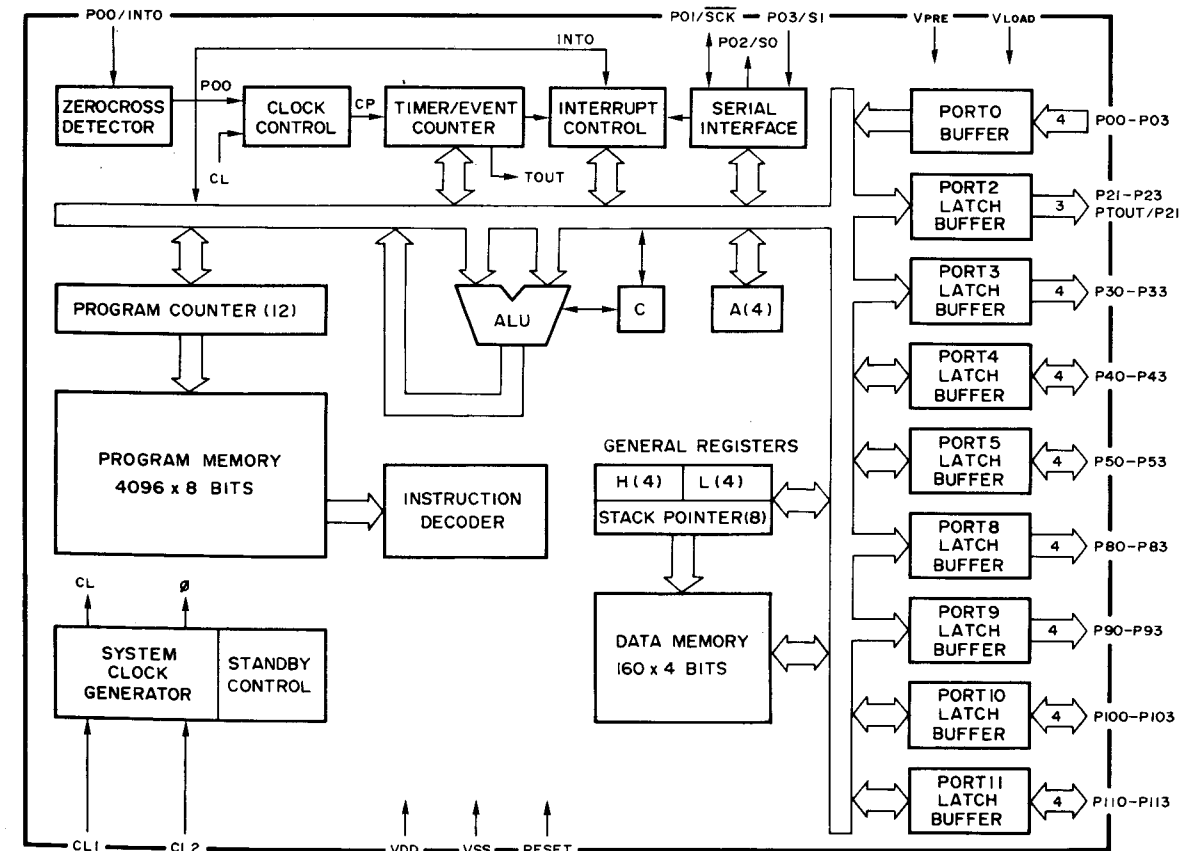 P00/INT0
P01/SCK
P03/SI
VPRE
VLOAD
INT0
P02/SO
P00
CP
ZEROCROSS
DETECTOR
CLOCK
CONTROL
TIMER/EVENT
COUNTER
INTERRUPT
CONTROL
SERIAL
INTERFACE
PORT0
BUFFER
4
P00-P03
CL
TOUT
PORT2
LATCH
BUFFER
3
P21-P23
PTOUT/P21
PROGRAM COUNTER (12)
ALU
C
A(4)
PORT3
LATCH
BUFFER
4
P30-P33
PORT4
LATCH
BUFFER
4
P40-P43
PROGRAM MEMORY
4096 x 8 BITS
INSTRUCTION
DECODER
GENERAL REGISTERS
H(4)
L(4)
STACK POINTER(8)
PORT5
LATCH
BUFFER
4
P50-P53
PORT8
LATCH
BUFFER
4
P80-P83
CL
ø
SYSTEM
CLOCK
GENERATOR
STANDBY
CONTROL
DATA MEMORY
160 x 4 BITS
PORT9
LATCH
BUFFER
4
P90-P93
PORT10
LATCH
BUFFER
4
P100-P103
PORT11
LATCH
BUFFER
4
P110-P113
CL1
CL2
VDD
VSS
RESET